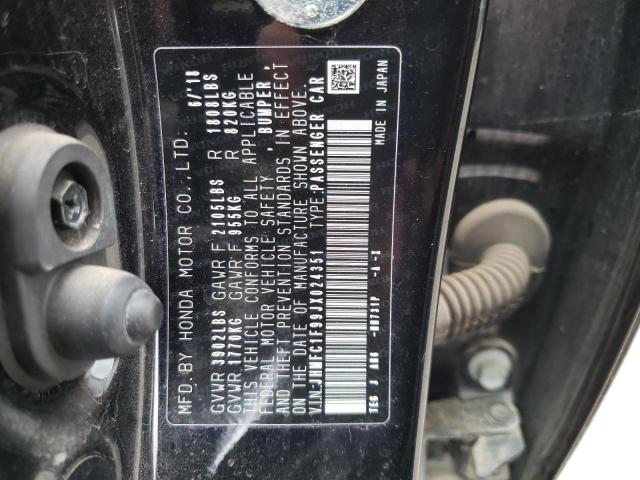 MFD.BY HONDA MOTOR CO.,LTD. 6/'18
GVWR 3902LBS GAWR F 2105LBS R 1808LBS
GVWR 1770KG GAWR F 955KG R 820KG
THIS VEHICLE CONFORMS TO ALL APPLICABLE
FEDERAL MOTOR VEHICLE SAFETY , BUMPER,
AND THEFT PREVENTION STANDARDS IN EFFECT
ON THE DATE OF MANUFACTURE SHOWN ABOVE.
V.I.N:JHMFC1F99JX024351 TYPE:PASSENGER CAR
TEG J A00 -A-X
MADE IN JAPAN